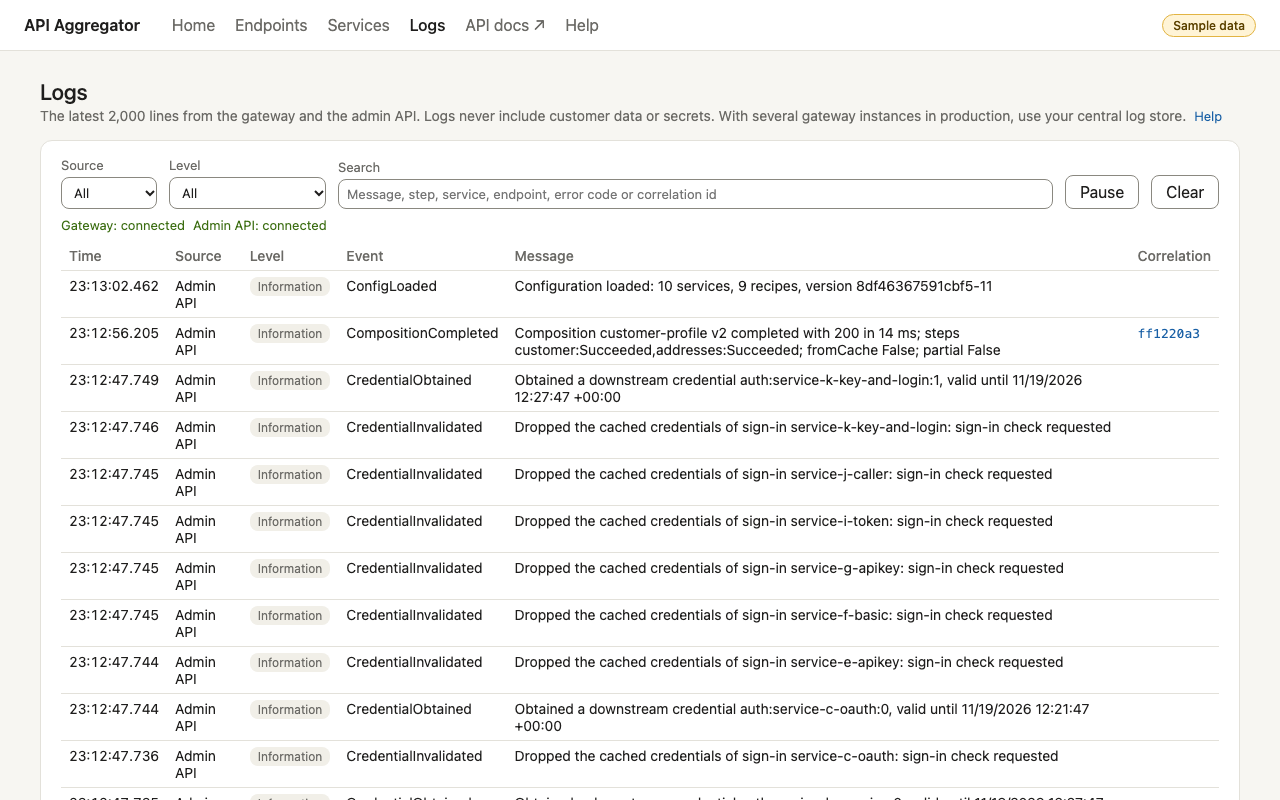 API Aggregator Home Endpoints Services Logs API docs ↗ Help Sample data
Logs
The latest 2,000 lines from the gateway and the admin API. Logs never include customer data or secrets. With several gateway instances in production, use your central log store. Help
Source Level Search
All All Message, step, service, endpoint, error code or correlation id Pause Clear
Gateway: connected Admin API: connected
Time Source Level Event Message Correlation
23:13:02.462 Admin API Information ConfigLoaded Configuration loaded: 10 services, 9 recipes, version 8df46367591cbf5-11
23:12:56.205 Admin API Information CompositionCompleted Composition customer-profile v2 completed with 200 in 14 ms; steps
customer:Succeeded,addresses:Succeeded; fromCache False; partial False ff1220a3
23:12:47.749 Admin API Information CredentialObtained Obtained a downstream credential auth:service-k-key-and-login:1, valid until 11/19/2026
12:27:47 +00:00
23:12:47.746 Admin API Information CredentialInvalidated Dropped the cached credentials of sign-in service-k-key-and-login: sign-in check requested
23:12:47.745 Admin API Information CredentialInvalidated Dropped the cached credentials of sign-in service-j-caller: sign-in check requested
23:12:47.745 Admin API Information CredentialInvalidated Dropped the cached credentials of sign-in service-i-token: sign-in check requested
23:12:47.745 Admin API Information CredentialInvalidated Dropped the cached credentials of sign-in service-g-apikey: sign-in check requested
23:12:47.745 Admin API Information CredentialInvalidated Dropped the cached credentials of sign-in service-f-basic: sign-in check requested
23:12:47.744 Admin API Information CredentialInvalidated Dropped the cached credentials of sign-in service-e-apikey: sign-in check requested
23:12:47.744 Admin API Information CredentialObtained Obtained a downstream credential auth:service-c-oauth:0, valid until 11/19/2026 12:21:47
+00:00
23:12:47.736 Admin API Information CredentialInvalidated Dropped the cached credentials of sign-in service-c-oauth: sign-in check requested